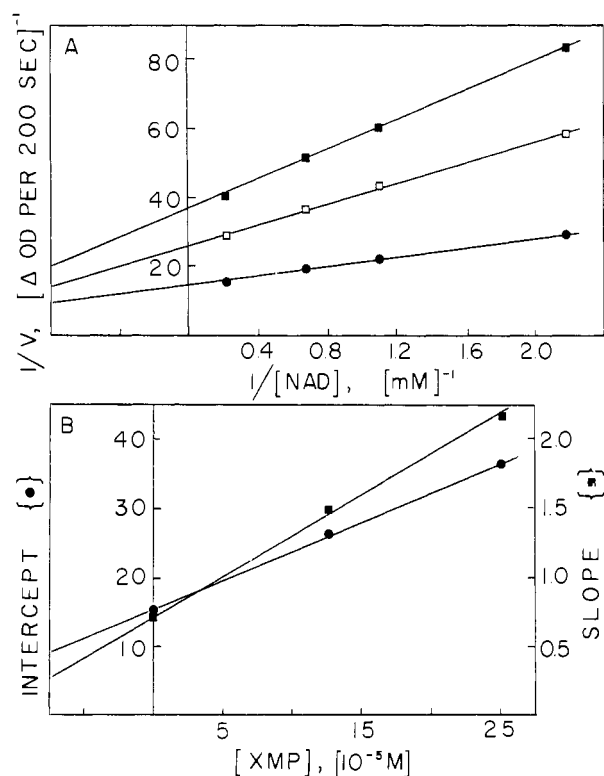 A
1/V, [Δ OD PER 200 SEC]⁻¹
80
60
40
20
0.4 0.8 1.2 1.6 2.0
1/[NAD], [mM]⁻¹
B
INTERCEPT {●}
40
30
20
10
2.0
1.5
1.0
0.5
SLOPE {■}
5 15 25
[XMP], [10⁻⁵M]